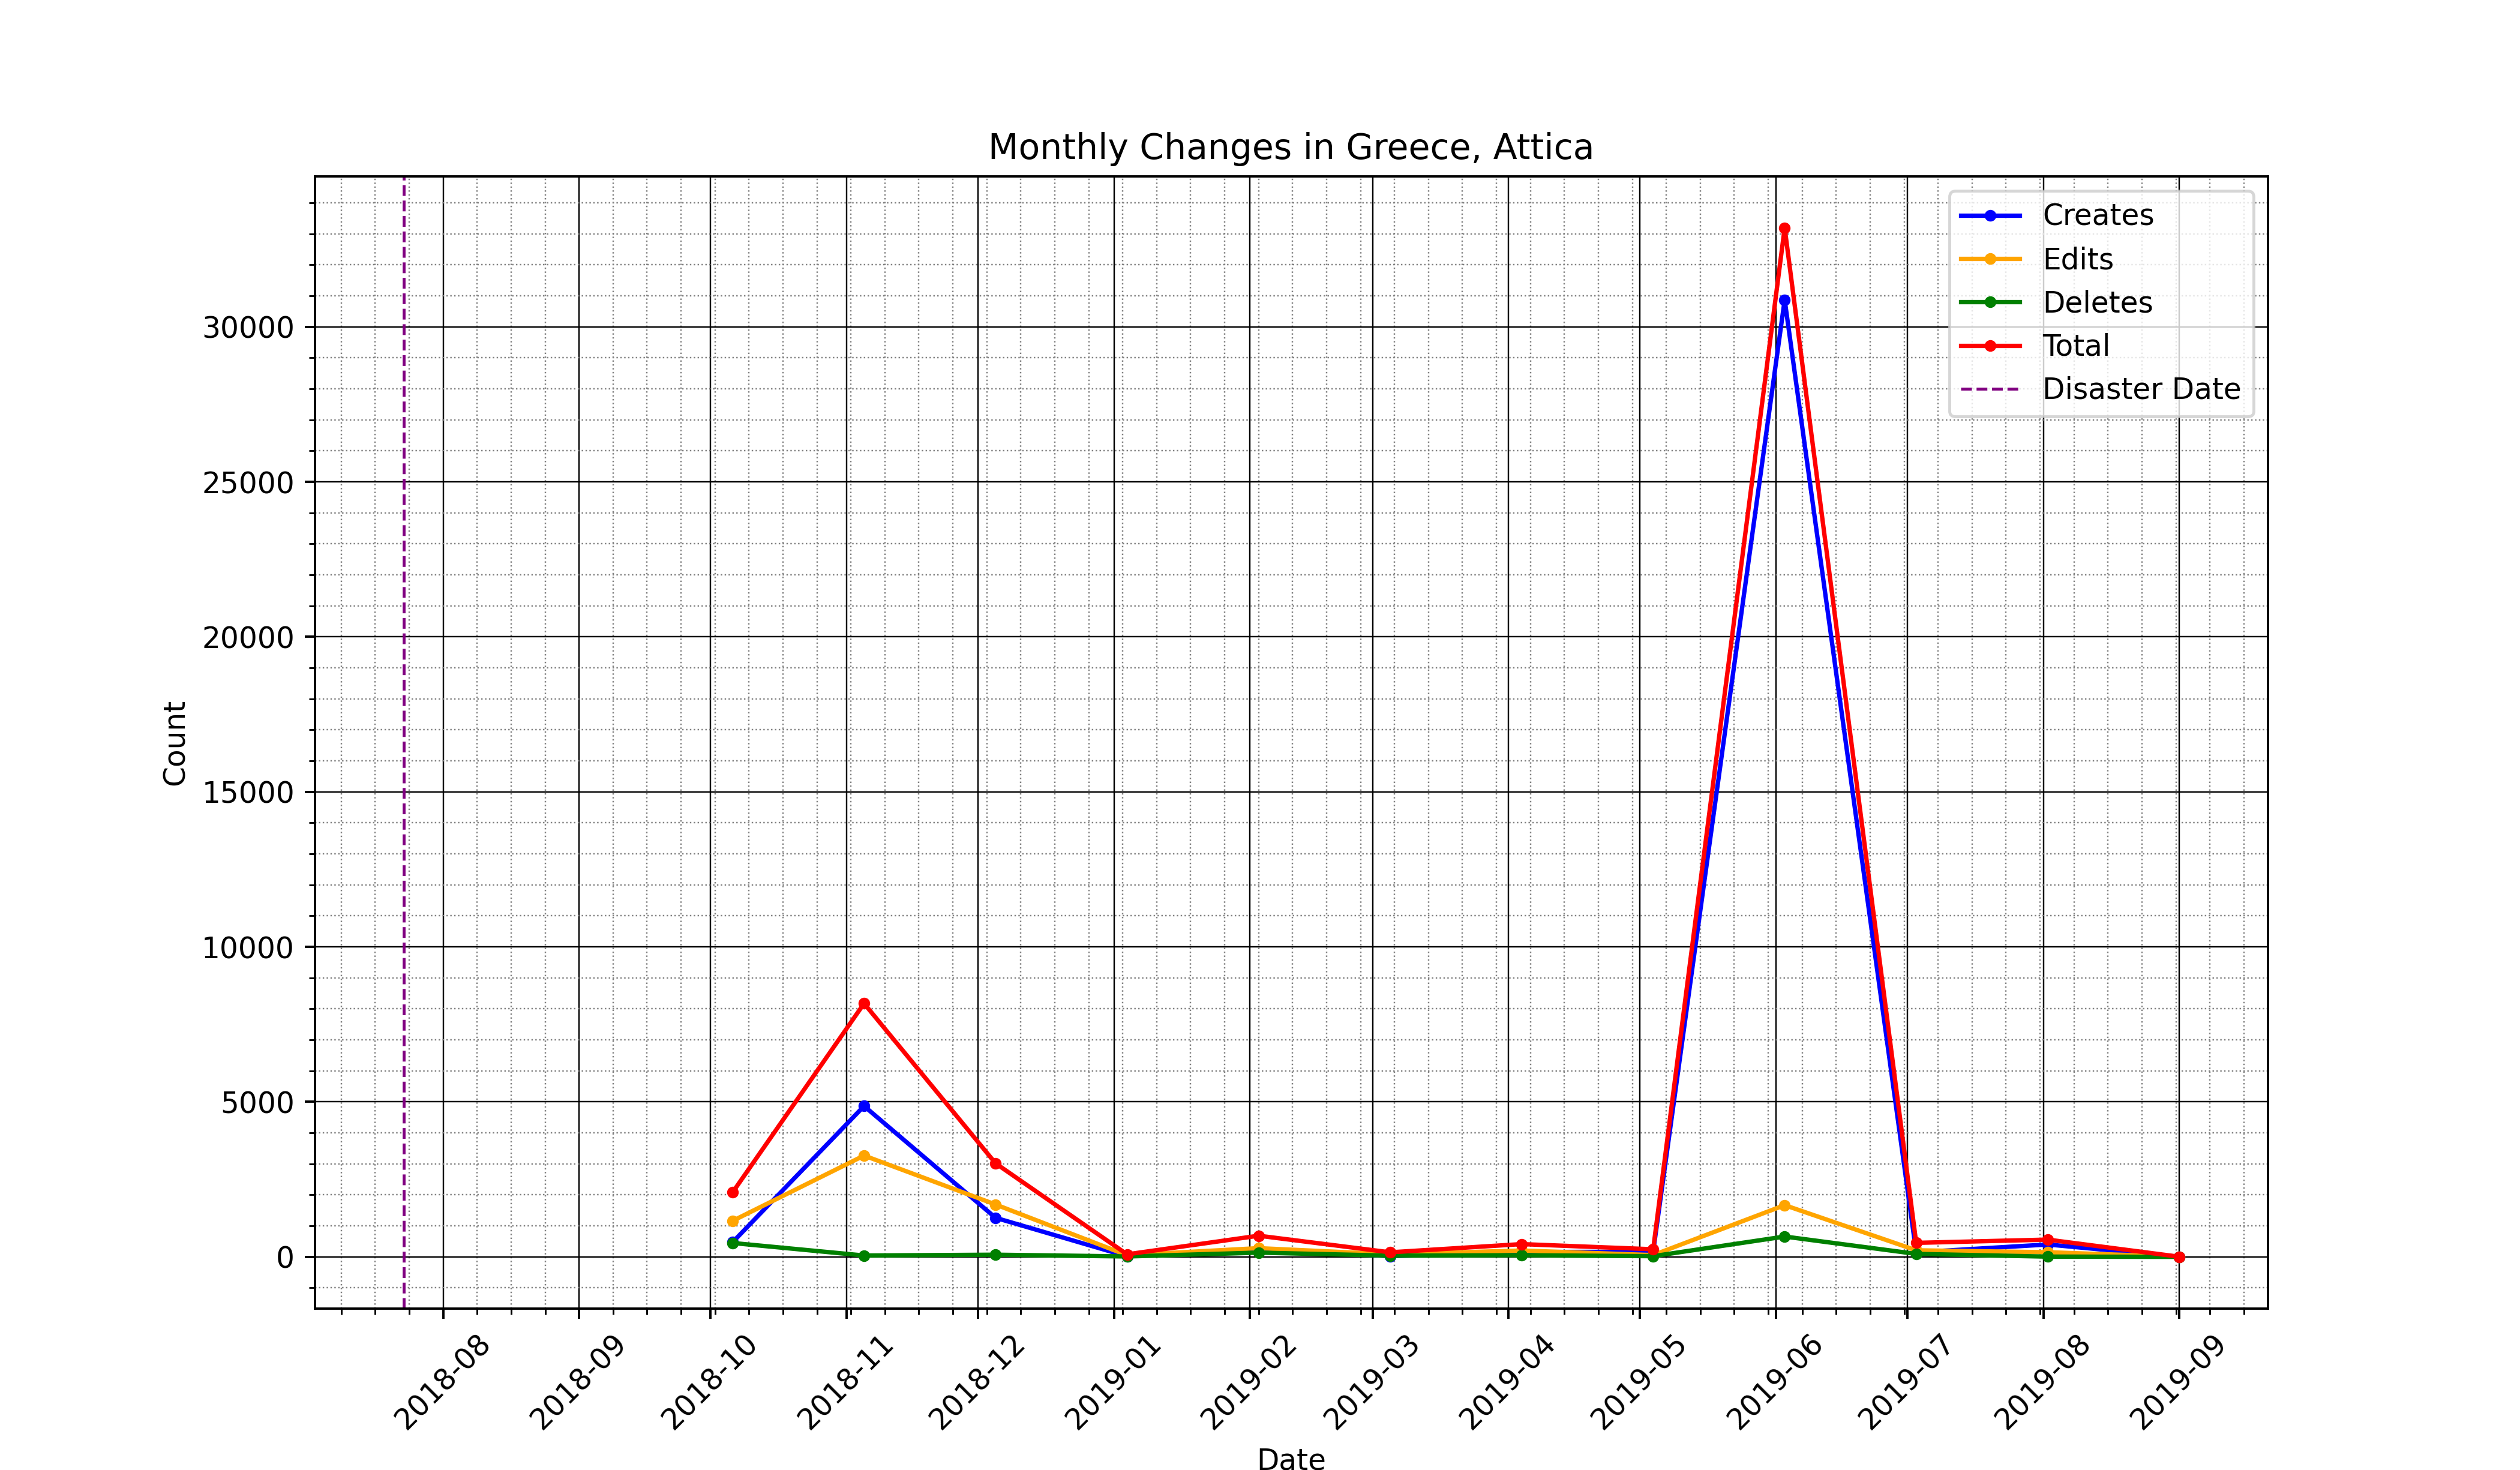 Monthly Changes in Greece, Attica
Creates
Edits
Deletes
Total
Disaster Date
Count
30000
25000
20000
15000
10000
5000
0
2018-08
2018-09
2018-10
2018-11
2018-12
2019-01
2019-02
2019-03
2019-04
2019-05
2019-06
2019-07
2019-08
2019-09
Date